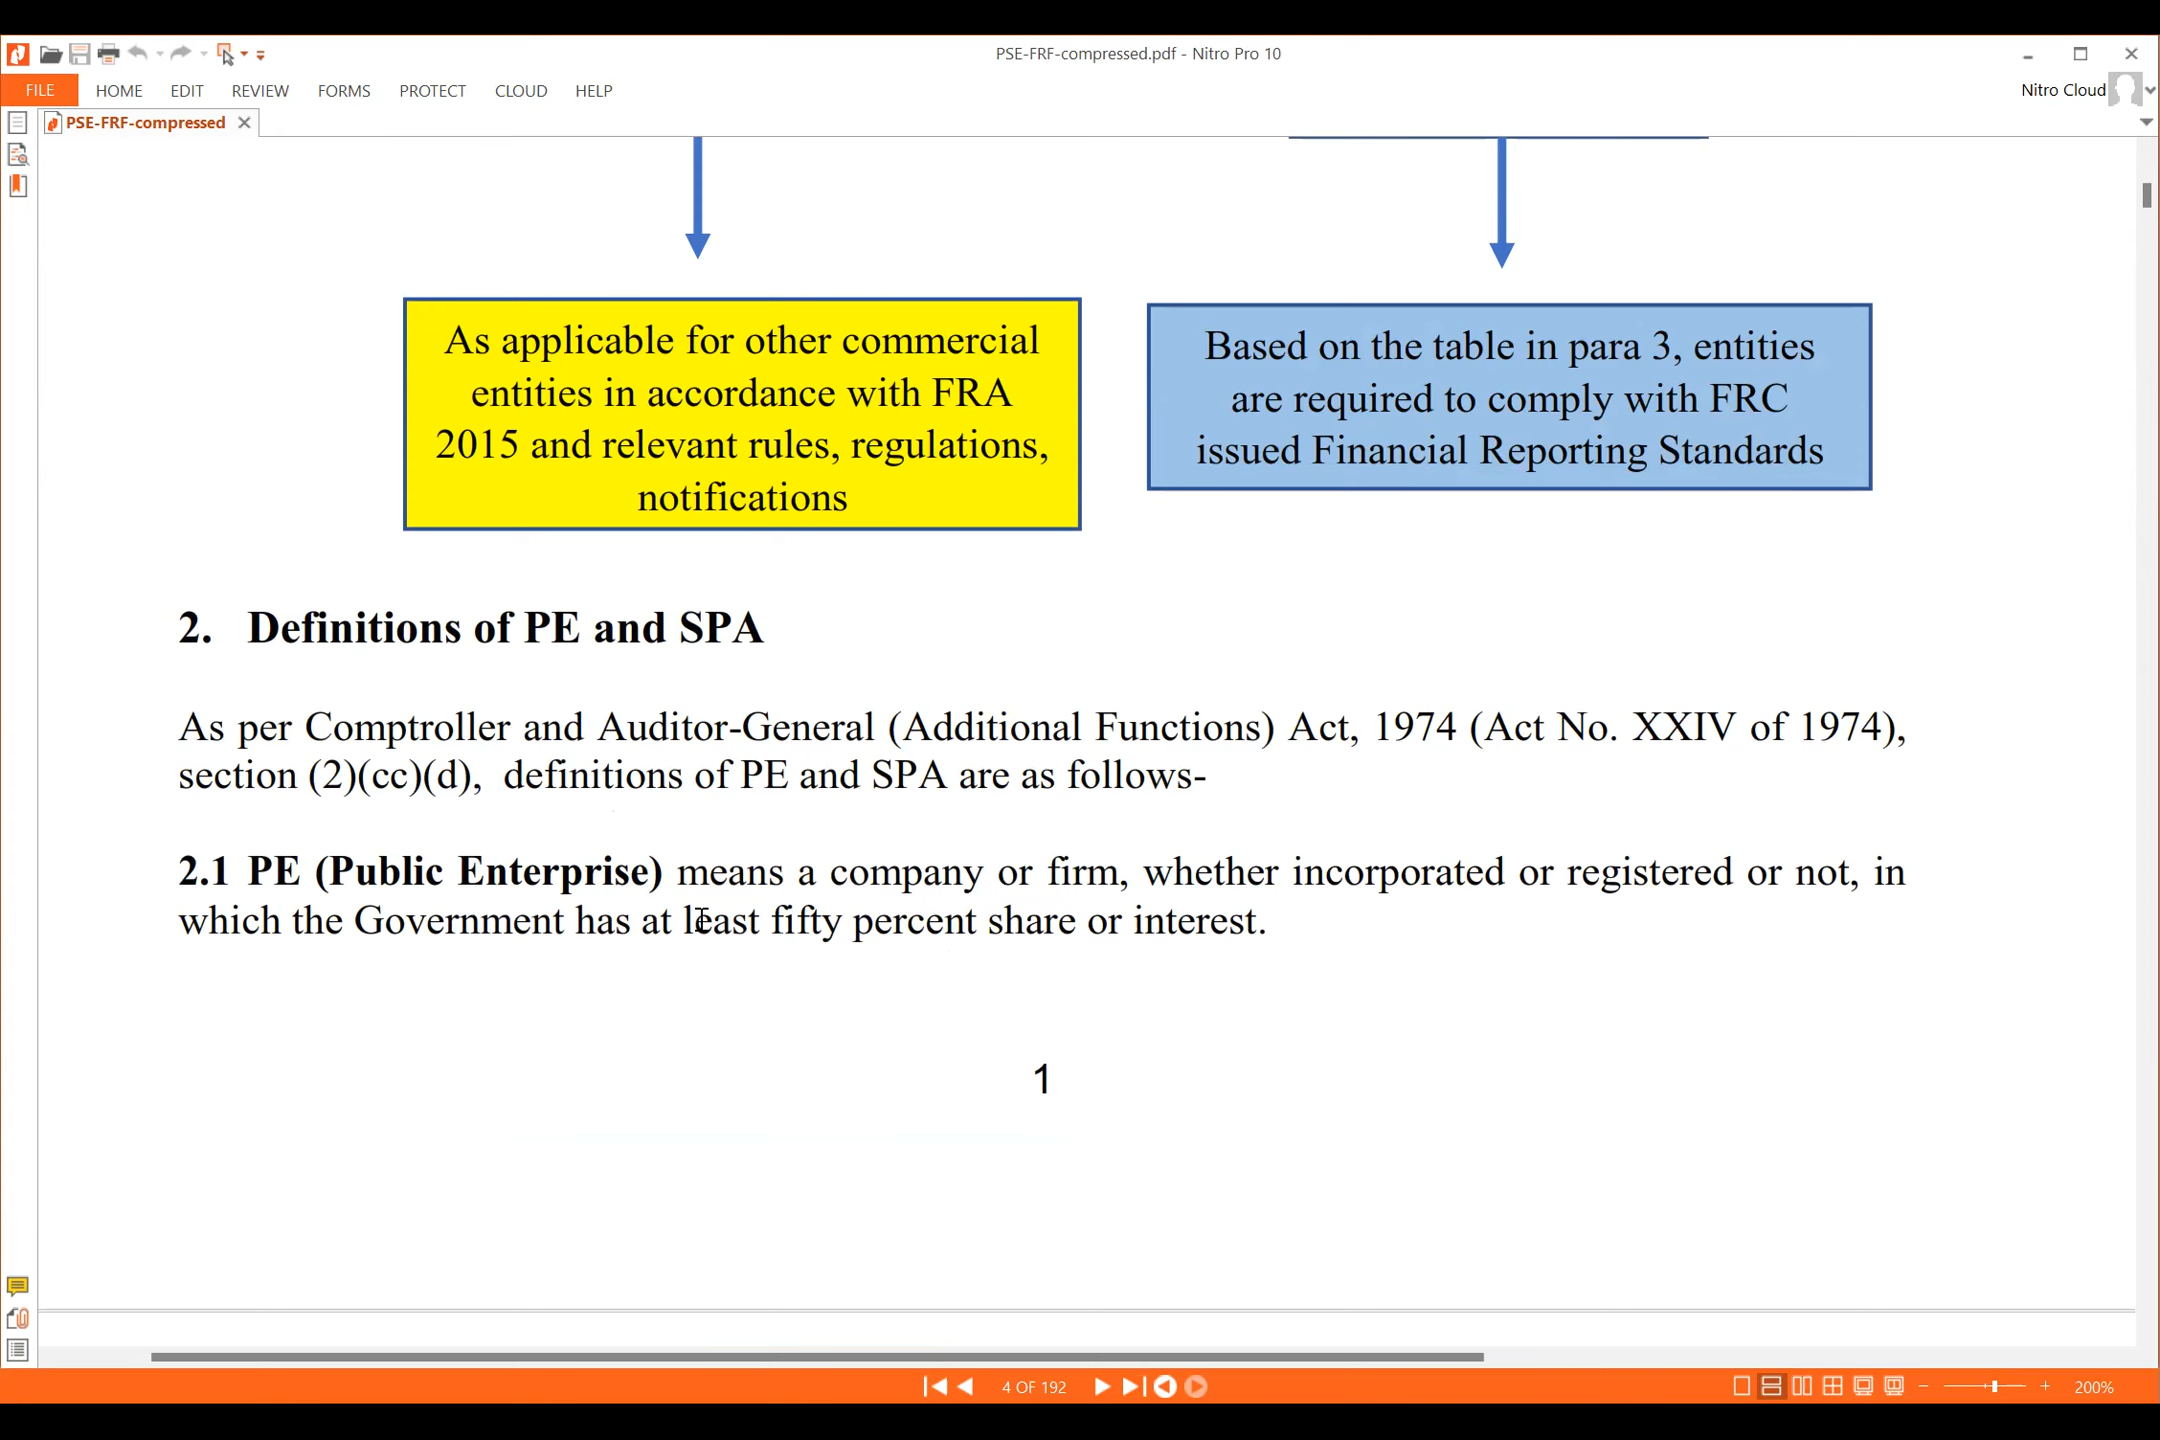 PSE-FRF-compressed.pdf - Nitro Pro 10
FILE HOME EDIT REVIEW FORMS PROTECT CLOUD HELP
Nitro Cloud
PSE-FRF-compressed
As applicable for other commercial
entities in accordance with FRA
2015 and relevant rules, regulations,
notifications
Based on the table in para 3, entities
are required to comply with FRC
issued Financial Reporting Standards
2. Definitions of PE and SPA
As per Comptroller and Auditor-General (Additional Functions) Act, 1974 (Act No. XXIV of 1974),
section (2)(cc)(d), definitions of PE and SPA are as follows-
2.1 PE (Public Enterprise) means a company or firm, whether incorporated or registered or not, in
which the Government has at least fifty percent share or interest.
1
4 OF 192
200%